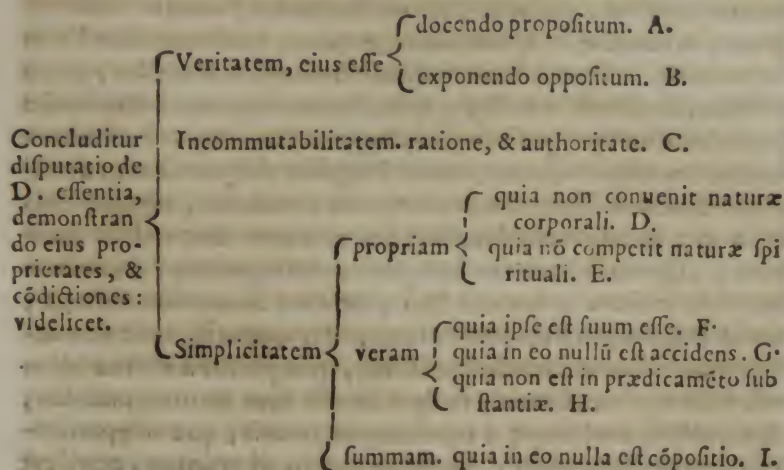 Concluditur
diſputatio de
D. eſſentia,
demonſtran
do eius pro-
prietates, &
cōdictiones:
videlicet.
Veritatem, eius eſſe
docendo propoſitum. A.
exponendo oppoſitum. B.
Incommutabilitatem. ratione, & authoritate. C.
Simplicitatem
propriam
quia non conuenit naturæ
corporali. D.
quia nō competit naturæ ſpi
rituali. E.
veram
quia ipſe eſt ſuum eſſe. F.
quia in eo nullū eſt accidens. G.
quia non eſt in prædicamēto ſub
ſtantiæ. H.
ſummam. quia in eo nulla eſt cōpoſitio. I.